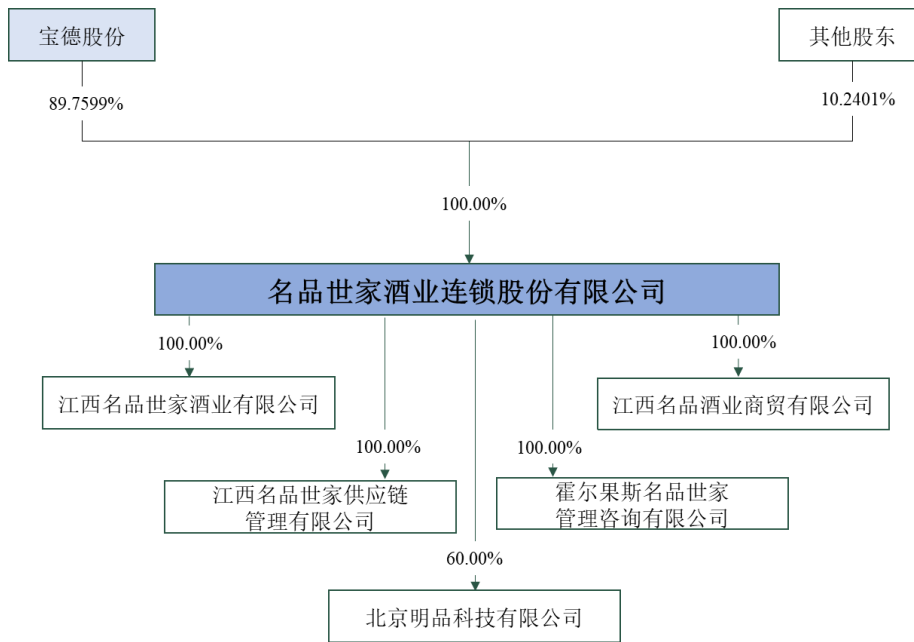 宝德股份
其他股东
89.7599%
10.2401%
100.00%
名品世家酒业连锁股份有限公司
100.00%
100.00%
江西名品世家酒业有限公司
江西名品酒业商贸有限公司
100.00%
100.00%
江西名品世家供应链
管理有限公司
霍尔果斯名品世家
管理咨询有限公司
60.00%
北京明品科技有限公司